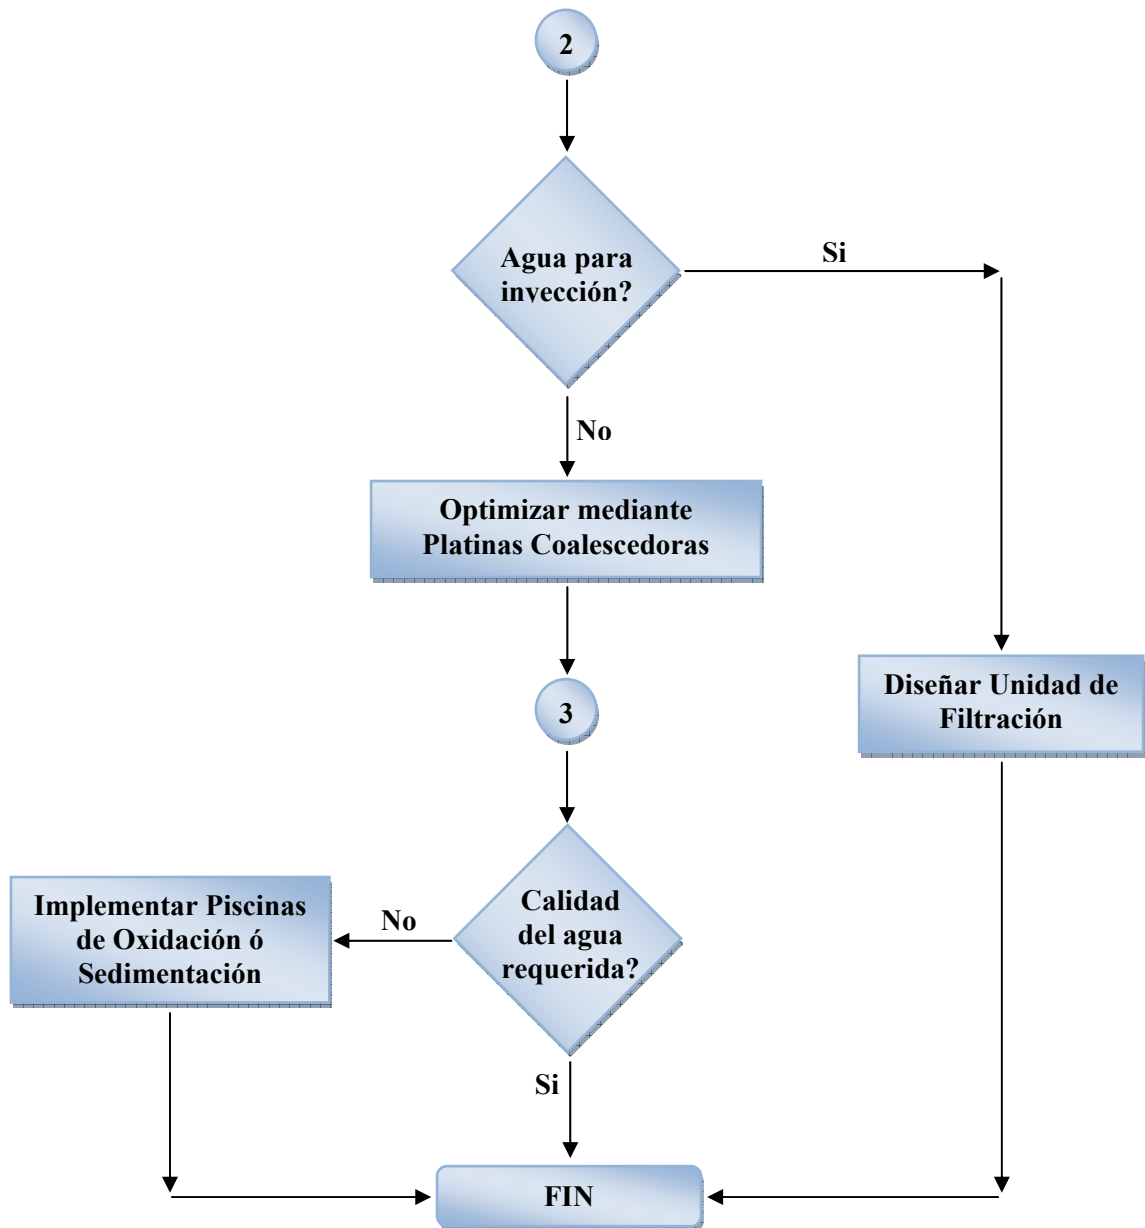 2
Agua para
inyección?
Si
No
Optimizar mediante
Platinas Coalescedoras
Diseñar Unidad de
Filtración
3
Calidad
del agua
requerida?
No
Implementar Piscinas
de Oxidación ó
Sedimentación
Si
FIN